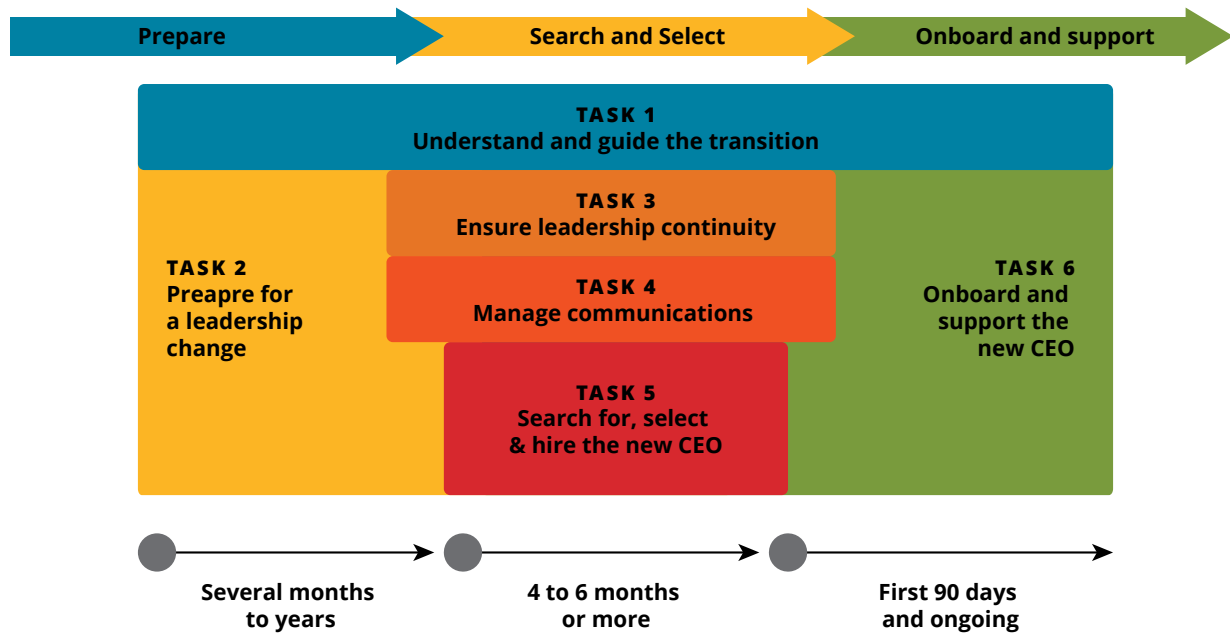 Prepare
Search and Select
Onboard and support
TASK 1
Understand and guide the transition
TASK 2
Preapre for
a leadership
change
TASK 3
Ensure leadership continuity
TASK 4
Manage communications
TASK 5
Search for, select
& hire the new CEO
TASK 6
Onboard and
support the
new CEO
Several months
to years
4 to 6 months
or more
First 90 days
and ongoing